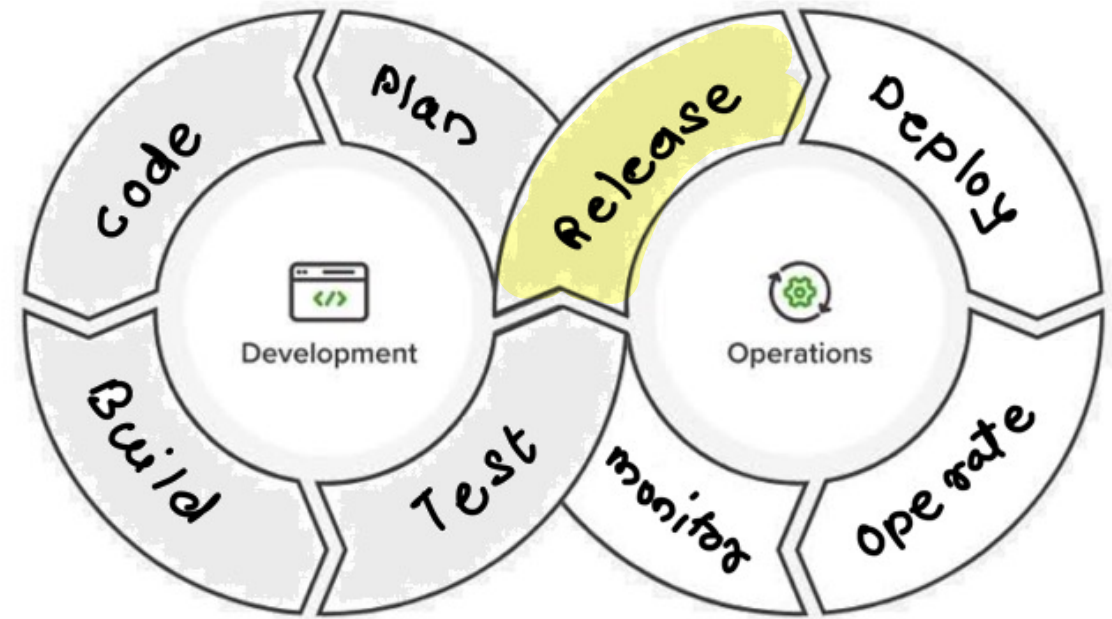 Plan
Code
Build
Test
Release
Deploy
Operate
monitor
</>
Development
Operations